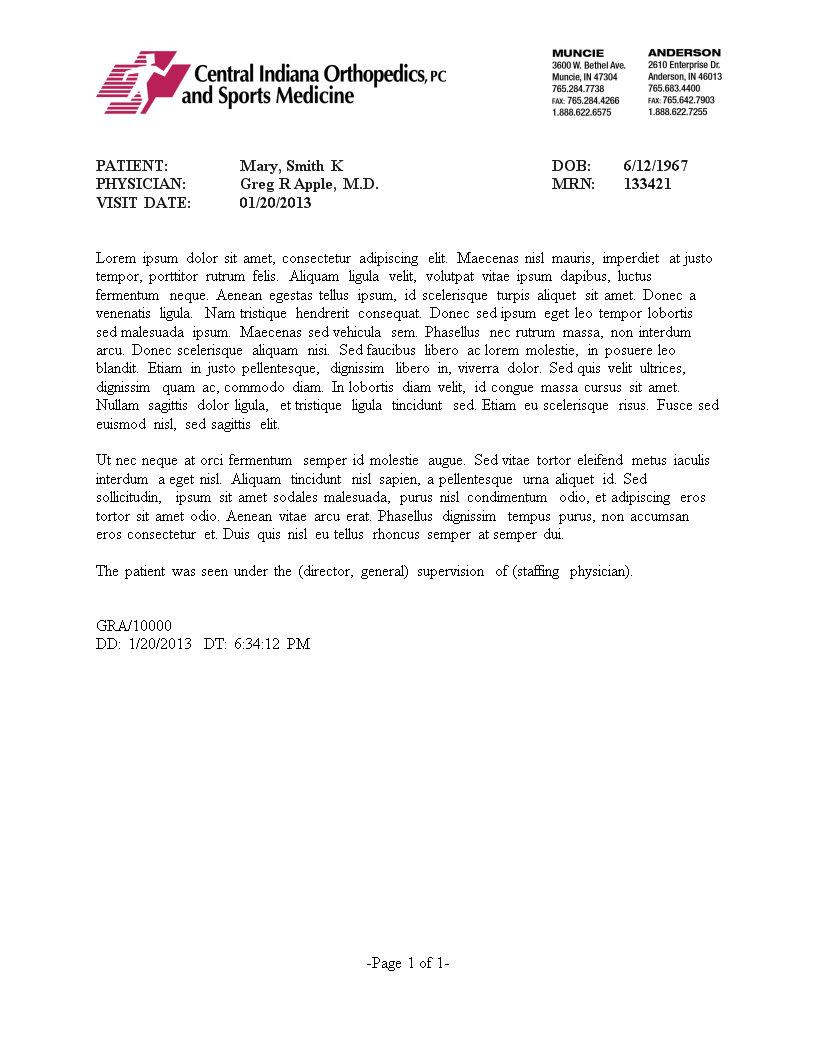 Central Indiana Orthopedics, PC
and Sports Medicine
MUNCIE
3600 W. Bethel Ave.
Muncie, IN 47304
765.284.7738
FAX: 765.284.4266
1.888.622.6575
ANDERSON
2610 Enterprise Dr.
Anderson, IN 46013
765.683.4400
FAX: 765.642.7903
1.888.622.7255
PATIENT: Mary, Smith K DOB: 6/12/1967
PHYSICIAN: Greg R Apple, M.D. MRN: 133421
VISIT DATE: 01/20/2013
Lorem ipsum dolor sit amet, consectetur adipiscing elit. Maecenas nisl mauris, imperdiet at justo
tempor, porttitor rutrum felis. Aliquam ligula velit, volutpat vitae ipsum dapibus, luctus
fermentum neque. Aenean egestas tellus ipsum, id scelerisque turpis aliquet sit amet. Donec a
venenatis ligula. Nam tristique hendrerit consequat. Donec sed ipsum eget leo tempor lobortis
sed malesuada ipsum. Maecenas sed vehicula sem. Phasellus nec rutrum massa, non interdum
arcu. Donec scelerisque aliquam nisi. Sed faucibus libero ac lorem molestie, in posuere leo
blandit. Etiam in justo pellentesque, dignissim libero in, viverra dolor. Sed quis velit ultrices,
dignissim quam ac, commodo diam. In lobortis diam velit, id congue massa cursus sit amet.
Nullam sagittis dolor ligula, et tristique ligula tincidunt sed. Etiam eu scelerisque risus. Fusce sed
euismod nisl, sed sagittis elit.
Ut nec neque at orci fermentum semper id molestie augue. Sed vitae tortor eleifend metus iaculis
interdum a eget nisl. Aliquam tincidunt nisl sapien, a pellentesque urna aliquet id. Sed
sollicitudin, ipsum sit amet sodales malesuada, purus nisl condimentum odio, et adipiscing eros
tortor sit amet odio. Aenean vitae arcu erat. Phasellus dignissim tempus purus, non accumsan
eros consectetur et. Duis quis nisl eu tellus rhoncus semper at semper dui.
The patient was seen under the (director, general) supervision of (staffing physician).
GRA/10000
DD: 1/20/2013 DT: 6:34:12 PM
-Page 1 of 1-